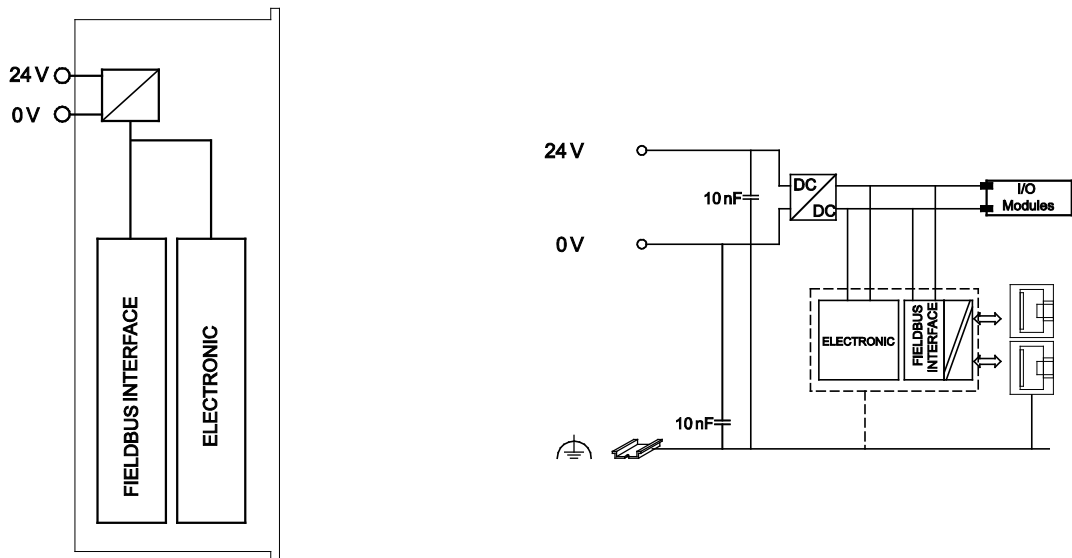 24 V
0 V
FIELDBUS INTERFACE
ELECTRONIC
24 V
10 nF
DC
DC
I/O
Modules
0 V
ELECTRONIC
FIELDBUS
INTERFACE
10 nF